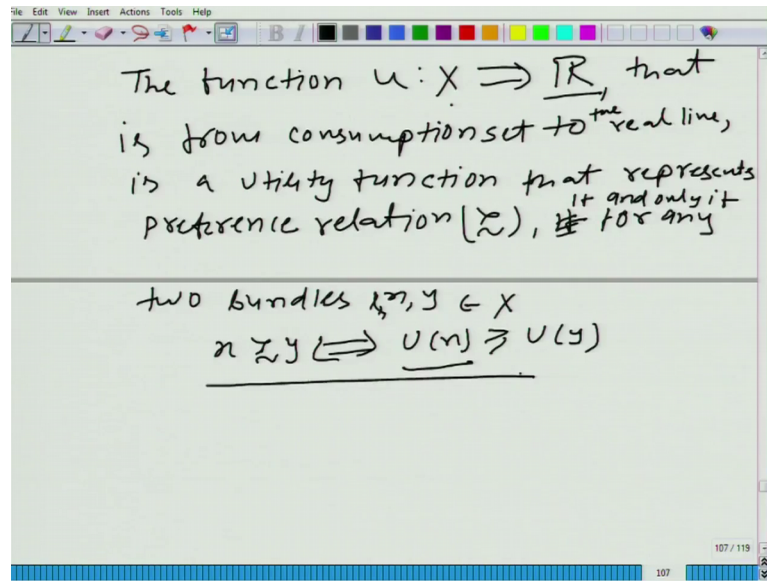 ile Edit View Insert Actions Tools Help
The function u: X ⇒ ℝ, that
is from consumption set to the real line,
is a utility function that represents
preference relation (≿), if and only if for any
two bundles x, y ∈ X
x ≿ y ⇔ U(x) ≥ U(y)
107 / 119
107